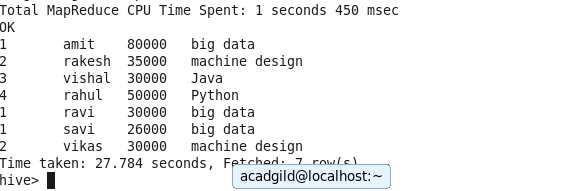 Total MapReduce CPU Time Spent: 1 seconds 450 msec
OK
1 amit 80000 big data
2 rakesh 35000 machine design
3 vishal 30000 Java
4 rahul 50000 Python
1 ravi 30000 big data
1 savi 26000 big data
2 vikas 30000 machine design
Time taken: 27.784 seconds, Fetched: 7 row(s)
acadgild@localhost:~
hive>